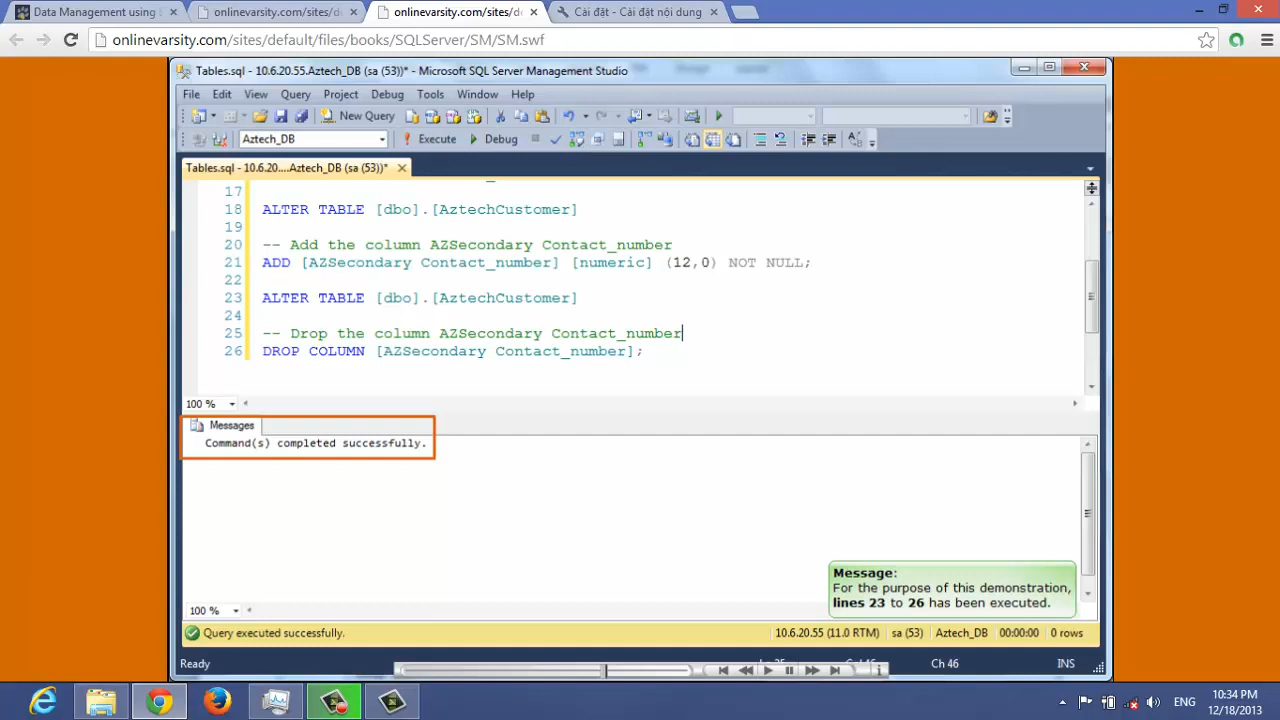 Data Management using S
onlinevarsity.com/sites/de
onlinevarsity.com/sites/de
Cài đặt - Cài đặt nội dung
onlinevarsity.com/sites/default/files/books/SQLServer/SM/SM.swf
Tables.sql - 10.6.20.55.Aztech_DB (sa (53))* - Microsoft SQL Server Management Studio
File Edit View Query Project Debug Tools Window Help
New Query
Aztech_DB
Execute
Debug
Tables.sql - 10.6.20....Aztech_DB (sa (53))*
17
18 ALTER TABLE [dbo].[AztechCustomer]
19
20 -- Add the column AZSecondary Contact_number
21 ADD [AZSecondary Contact_number] [numeric] (12,0) NOT NULL;
22
23 ALTER TABLE [dbo].[AztechCustomer]
24
25 -- Drop the column AZSecondary Contact_number
26 DROP COLUMN [AZSecondary Contact_number];
100 %
Messages
Command(s) completed successfully.
Message:
For the purpose of this demonstration,
lines 23 to 26 has been executed.
100 %
Query executed successfully.
10.6.20.55 (11.0 RTM) sa (53) Aztech_DB 00:00:00 0 rows
Ready
Ch 46
INS
ENG
10:34 PM
12/18/2013